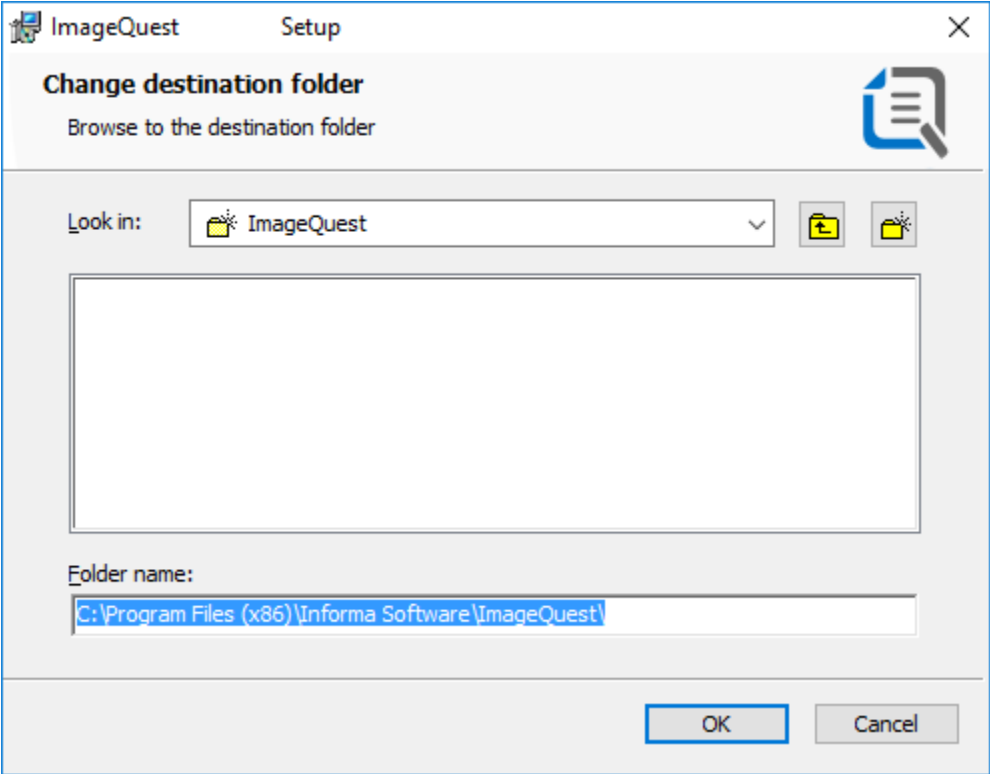 ImageQuest Setup
Change destination folder
Browse to the destination folder
Look in: ImageQuest
Folder name:
C:\Program Files (x86)\Informa Software\ImageQuest\
OK Cancel